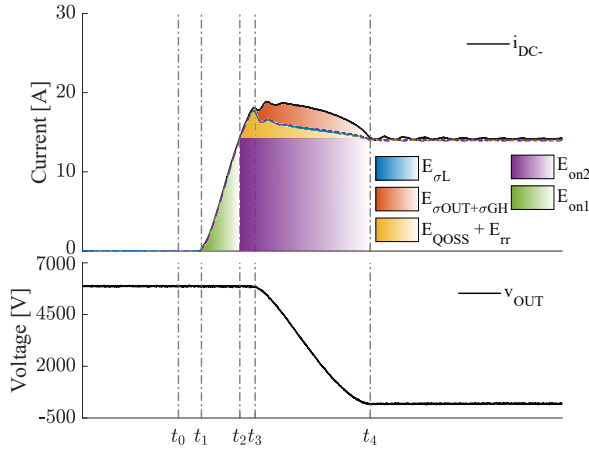 30
20
10
0
Current [A]
i_DC-
E_σL
E_σOUT+σGH
E_QOSS + E_rr
E_on2
E_on1
7000
4500
2000
-500
Voltage [V]
v_OUT
t_0 t_1 t_2 t_3 t_4